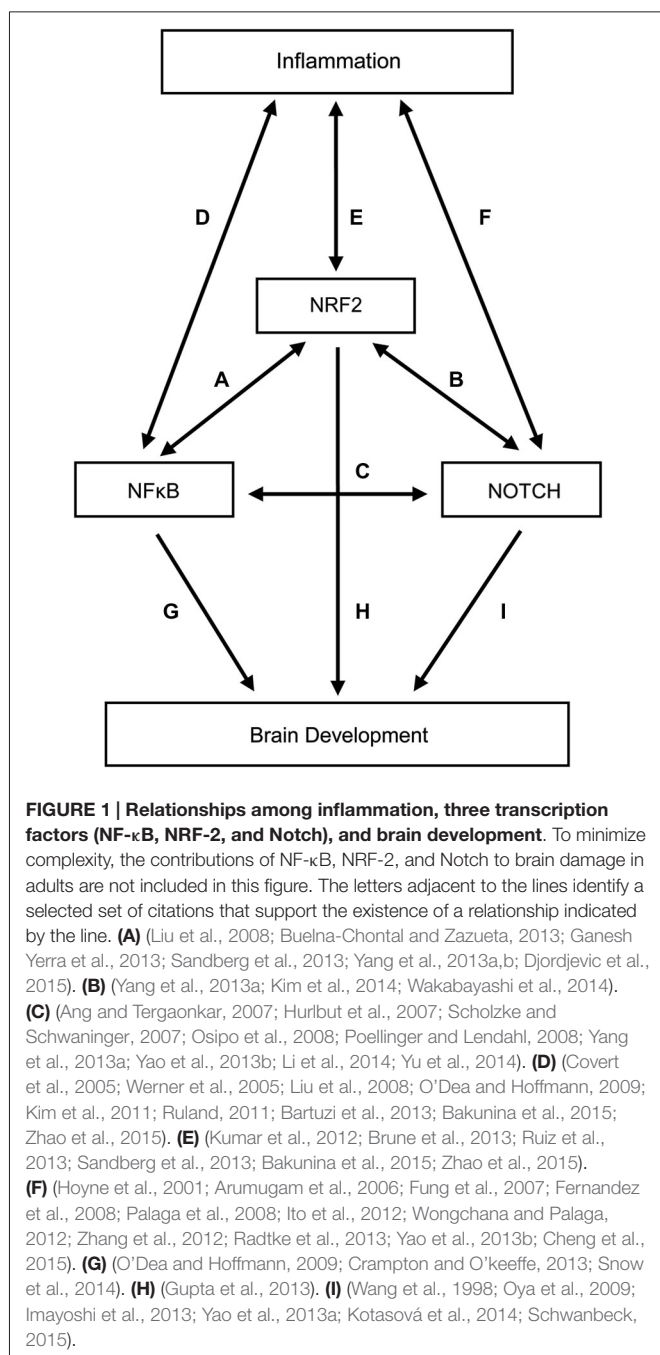 Inflammation
D
E
F
NRF2
A
B
C
NFκB
NOTCH
G
H
I
Brain Development
FIGURE 1 | Relationships among inflammation, three transcription
factors (NF-κB, NRF-2, and Notch), and brain development. To minimize
complexity, the contributions of NF-κB, NRF-2, and Notch to brain damage in
adults are not included in this figure. The letters adjacent to the lines identify a
selected set of citations that support the existence of a relationship indicated
by the line. (A) (Liu et al., 2008; Buelna-Chontal and Zazueta, 2013; Ganesh
Yerra et al., 2013; Sandberg et al., 2013; Yang et al., 2013a,b; Djordjevic et al.,
2015). (B) (Yang et al., 2013a; Kim et al., 2014; Wakabayashi et al., 2014).
(C) (Ang and Tergaonkar, 2007; Hurlbut et al., 2007; Scholzke and
Schwaninger, 2007; Osipo et al., 2008; Poellinger and Lendahl, 2008; Yang
et al., 2013a; Yao et al., 2013b; Li et al., 2014; Yu et al., 2014). (D) (Covert
et al., 2005; Werner et al., 2005; Liu et al., 2008; O'Dea and Hoffmann, 2009;
Kim et al., 2011; Ruland, 2011; Bartuzi et al., 2013; Bakunina et al., 2015;
Zhao et al., 2015). (E) (Kumar et al., 2012; Brune et al., 2013; Ruiz et al.,
2013; Sandberg et al., 2013; Bakunina et al., 2015; Zhao et al., 2015).
(F) (Hoyne et al., 2001; Arumugam et al., 2006; Fung et al., 2007; Fernandez
et al., 2008; Palaga et al., 2008; Ito et al., 2012; Wongchana and Palaga,
2012; Zhang et al., 2012; Radtke et al., 2013; Yao et al., 2013b; Cheng et al.,
2015). (G) (O'Dea and Hoffmann, 2009; Crampton and O'keeffe, 2013; Snow
et al., 2014). (H) (Gupta et al., 2013). (I) (Wang et al., 1998; Oya et al., 2009;
Imayoshi et al., 2013; Yao et al., 2013a; Kotasová et al., 2014; Schwanbeck,
2015).